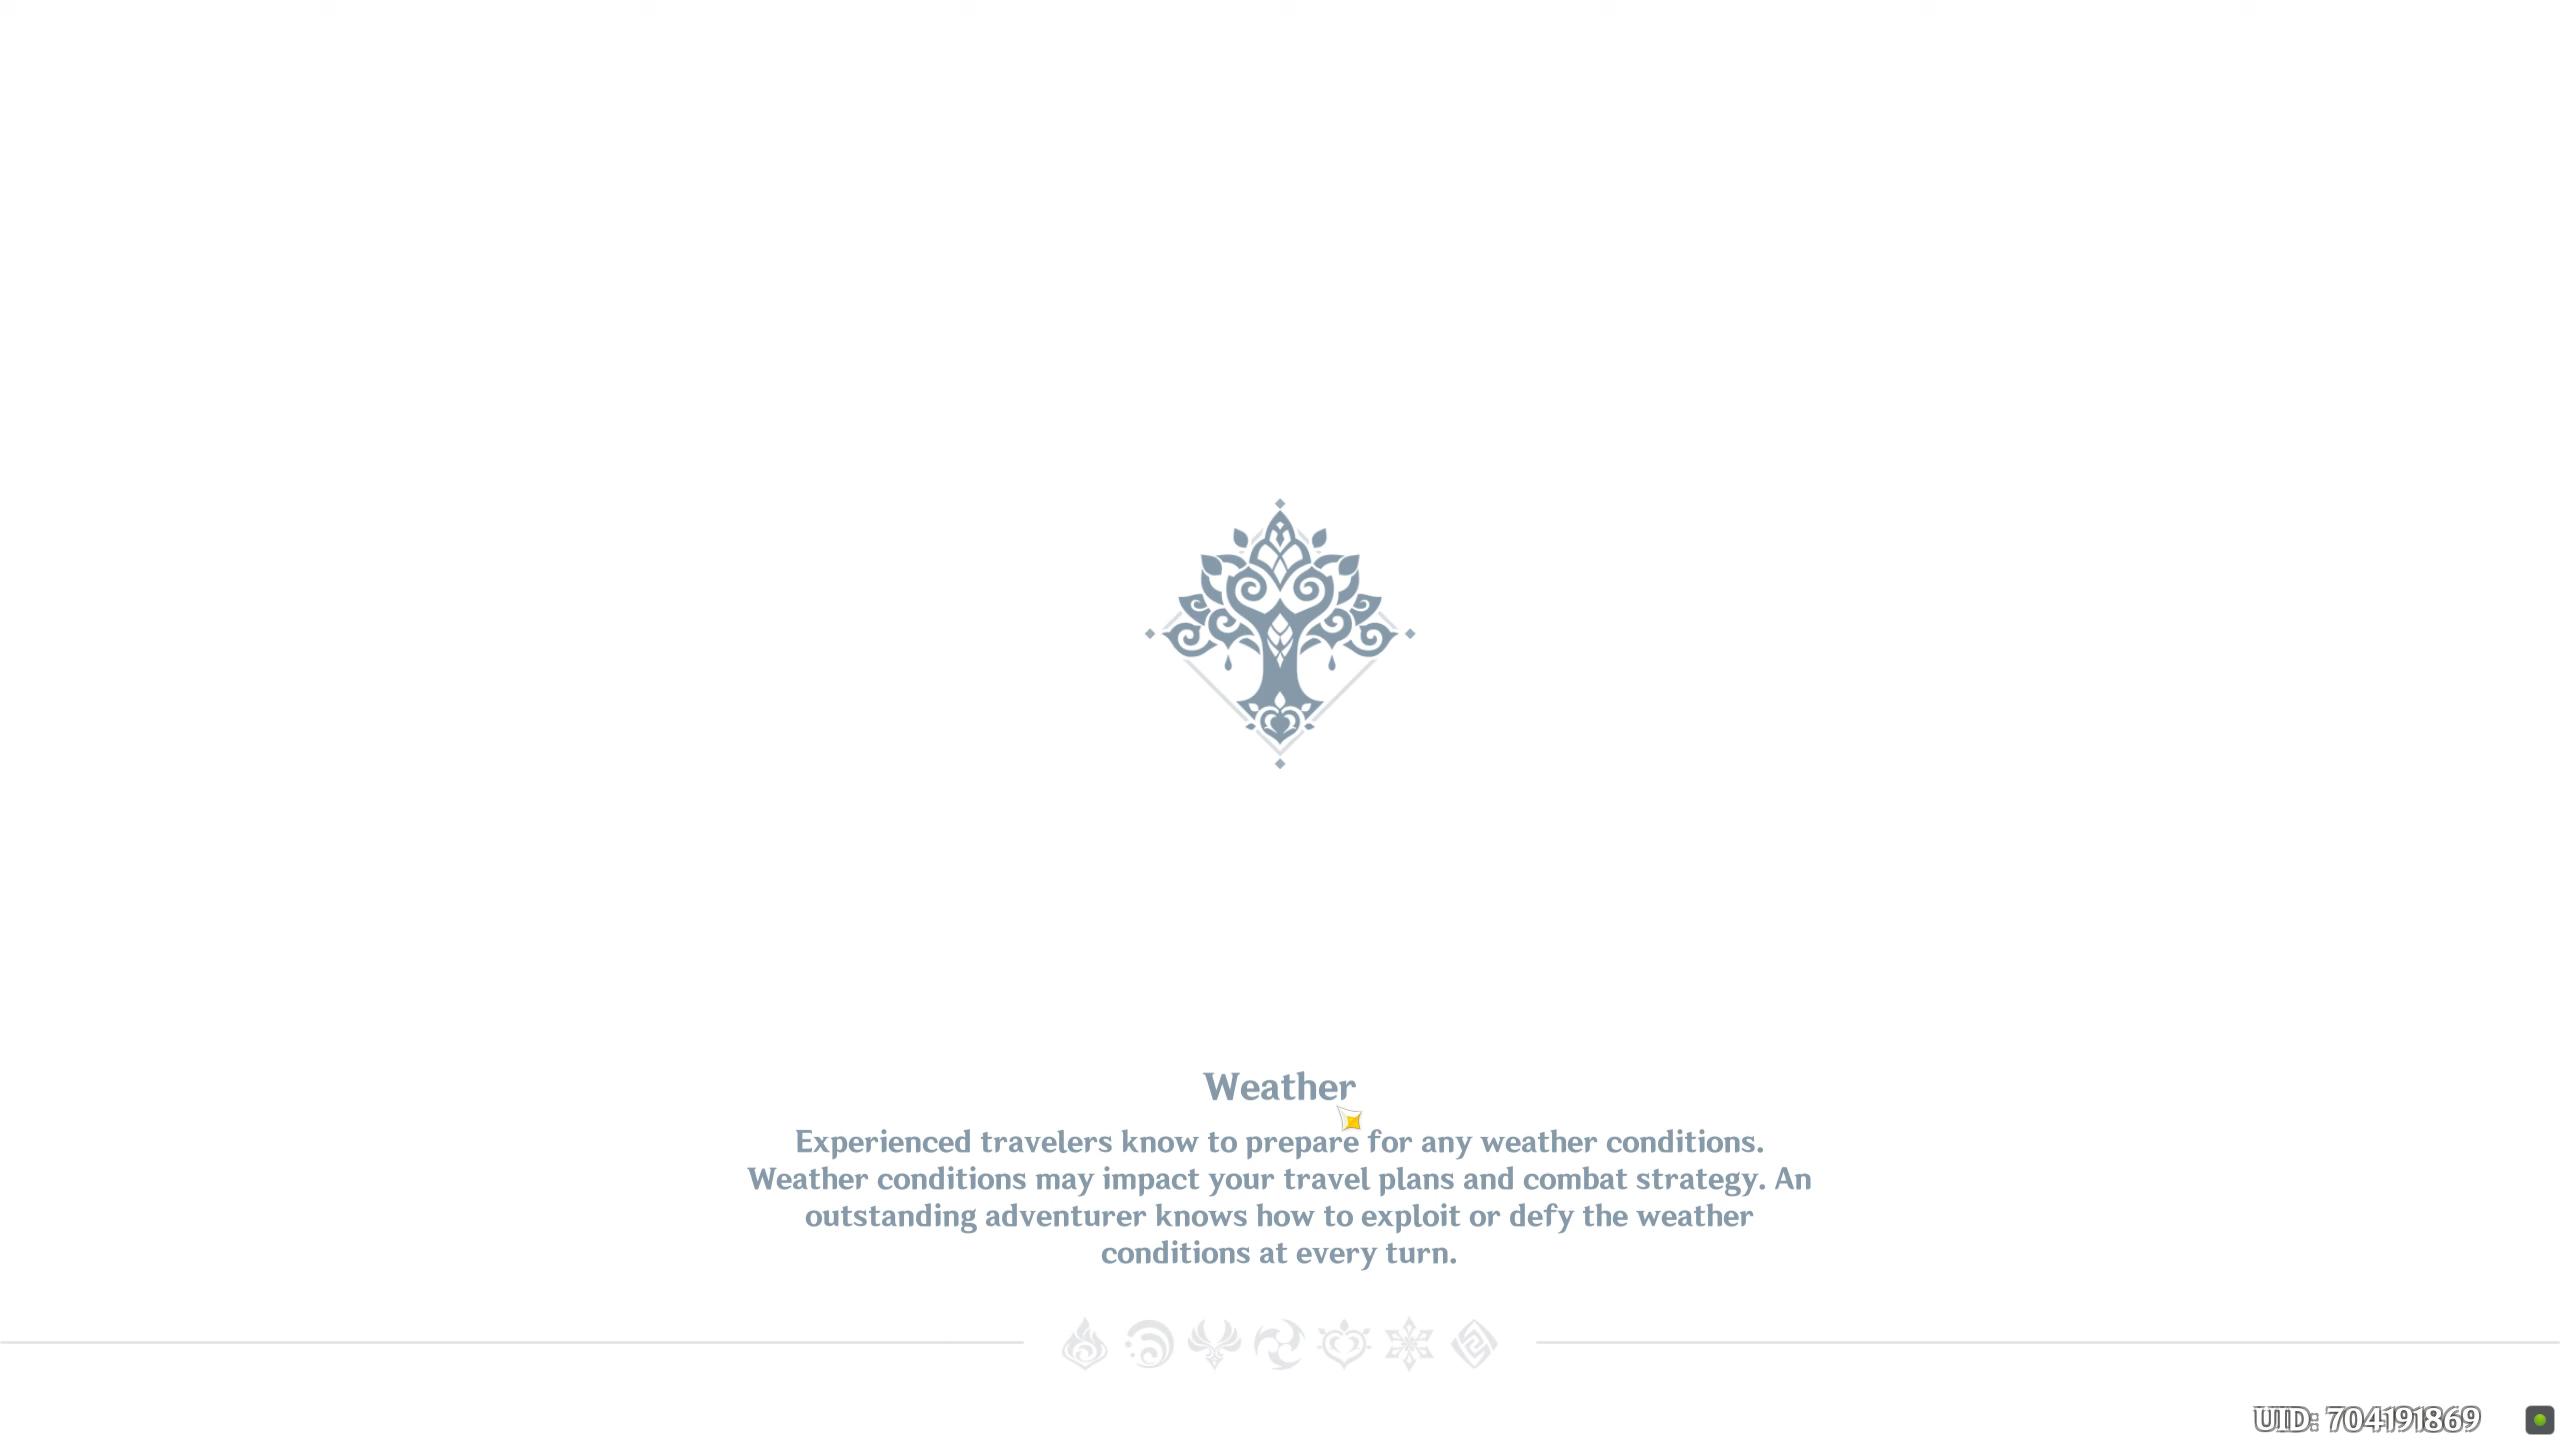 Weather
Experienced travelers know to prepare for any weather conditions.
Weather conditions may impact your travel plans and combat strategy. An
outstanding adventurer knows how to exploit or defy the weather
conditions at every turn.
UID: 704191869